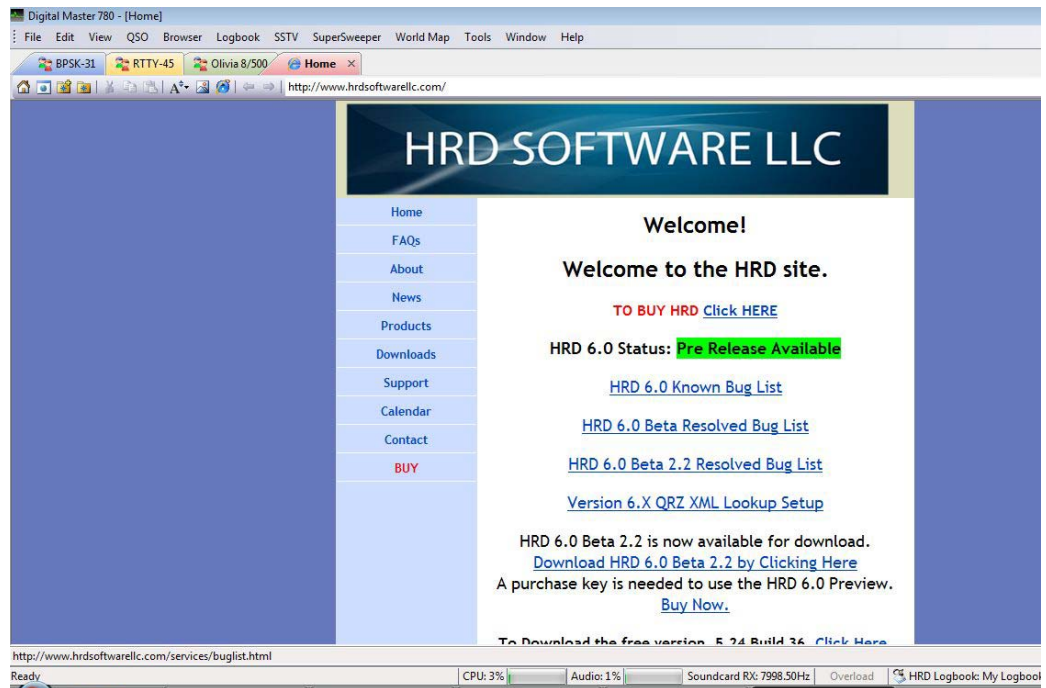 Digital Master 780 - [Home]
File Edit View QSO Browser Logbook SSTV SuperSweeper World Map Tools Window Help
BPSK-31 RTTY-45 Olivia 8/500 Home ×
http://www.hrdsoftwarellc.com/
HRD SOFTWARE LLC
Home
FAQs
About
News
Products
Downloads
Support
Calendar
Contact
BUY
Welcome!
Welcome to the HRD site.
TO BUY HRD Click HERE
HRD 6.0 Status: Pre Release Available
HRD 6.0 Known Bug List
HRD 6.0 Beta Resolved Bug List
HRD 6.0 Beta 2.2 Resolved Bug List
Version 6.X QRZ XML Lookup Setup
HRD 6.0 Beta 2.2 is now available for download.
Download HRD 6.0 Beta 2.2 by Clicking Here
A purchase key is needed to use the HRD 6.0 Preview.
Buy Now.
To Download the free version, 5.24 Build 36, Click Here
http://www.hrdsoftwarellc.com/services/buglist.html
Ready CPU: 3% Audio: 1% Soundcard RX: 7998.50Hz Overload HRD Logbook: My Logbook